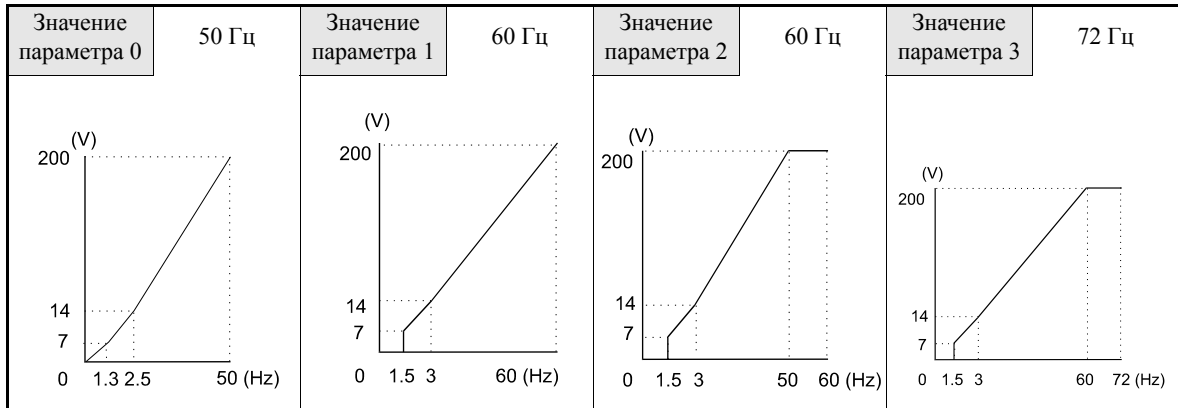 Значение
параметра 0
50 Гц
(V)
200
14
7
0 1.3 2.5 50 (Hz)
Значение
параметра 1
60 Гц
(V)
200
14
7
0 1.5 3 60 (Hz)
Значение
параметра 2
60 Гц
(V)
200
14
7
0 1.5 3 50 60 (Hz)
Значение
параметра 3
72 Гц
(V)
200
14
7
0 1.5 3 60 72 (Hz)